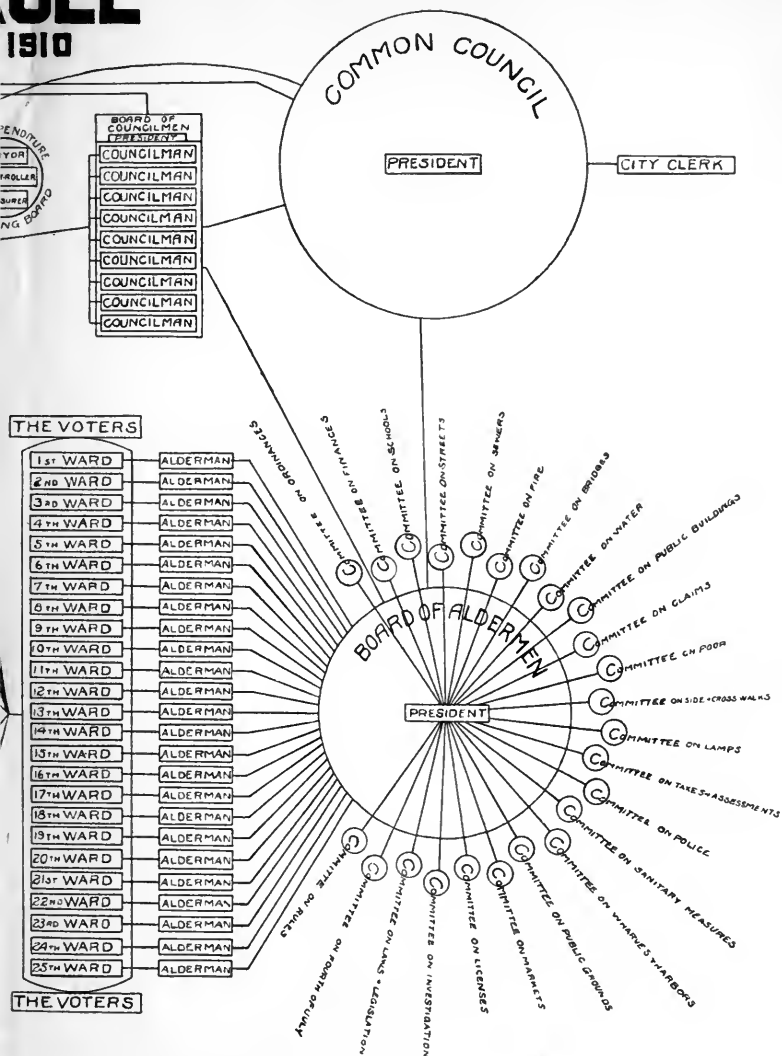 1910
COMMON COUNCIL
PRESIDENT
CITY CLERK
BOARD OF
COUNCILMEN
PRESIDENT
COUNCILMAN
COUNCILMAN
COUNCILMAN
COUNCILMAN
COUNCILMAN
COUNCILMAN
COUNCILMAN
COUNCILMAN
COUNCILMAN
PENDITURE
YOR
TROLLER
SURER
NG BOARD
THE VOTERS
1ST WARD ALDERMAN
2ND WARD ALDERMAN
3RD WARD ALDERMAN
4TH WARD ALDERMAN
5TH WARD ALDERMAN
6TH WARD ALDERMAN
7TH WARD ALDERMAN
8TH WARD ALDERMAN
9TH WARD ALDERMAN
10TH WARD ALDERMAN
11TH WARD ALDERMAN
12TH WARD ALDERMAN
13TH WARD ALDERMAN
14TH WARD ALDERMAN
15TH WARD ALDERMAN
16TH WARD ALDERMAN
17TH WARD ALDERMAN
18TH WARD ALDERMAN
19TH WARD ALDERMAN
20TH WARD ALDERMAN
21ST WARD ALDERMAN
22ND WARD ALDERMAN
23RD WARD ALDERMAN
24TH WARD ALDERMAN
25TH WARD ALDERMAN
THE VOTERS
BOARD OF ALDERMEN
PRESIDENT
COMMITTEE ON ORDINANCES
COMMITTEE ON FINANCES
COMMITTEE ON SCHOOLS
COMMITTEE ON STREETS
COMMITTEE ON SEWERS
COMMITTEE ON FIRE
COMMITTEE ON BRIDGES
COMMITTEE ON WATER
COMMITTEE ON PUBLIC BUILDINGS
COMMITTEE ON CLAIMS
COMMITTEE ON POOR
COMMITTEE ON SIDE + CROSS WALKS
COMMITTEE ON LAMPS
COMMITTEE ON TAXES + ASSESSMENTS
COMMITTEE ON POLICE
COMMITTEE ON SANITARY MEASURES
COMMITTEE ON WHARVES + HARBORS
COMMITTEE ON PUBLIC GROUNDS
COMMITTEE ON MARKETS
COMMITTEE ON LICENSES
COMMITTEE ON INVESTIGATION
COMMITTEE ON LAWS + LEGISLATION
COMMITTEE ON FOURTH OF JULY
COMMITTE ON RULES